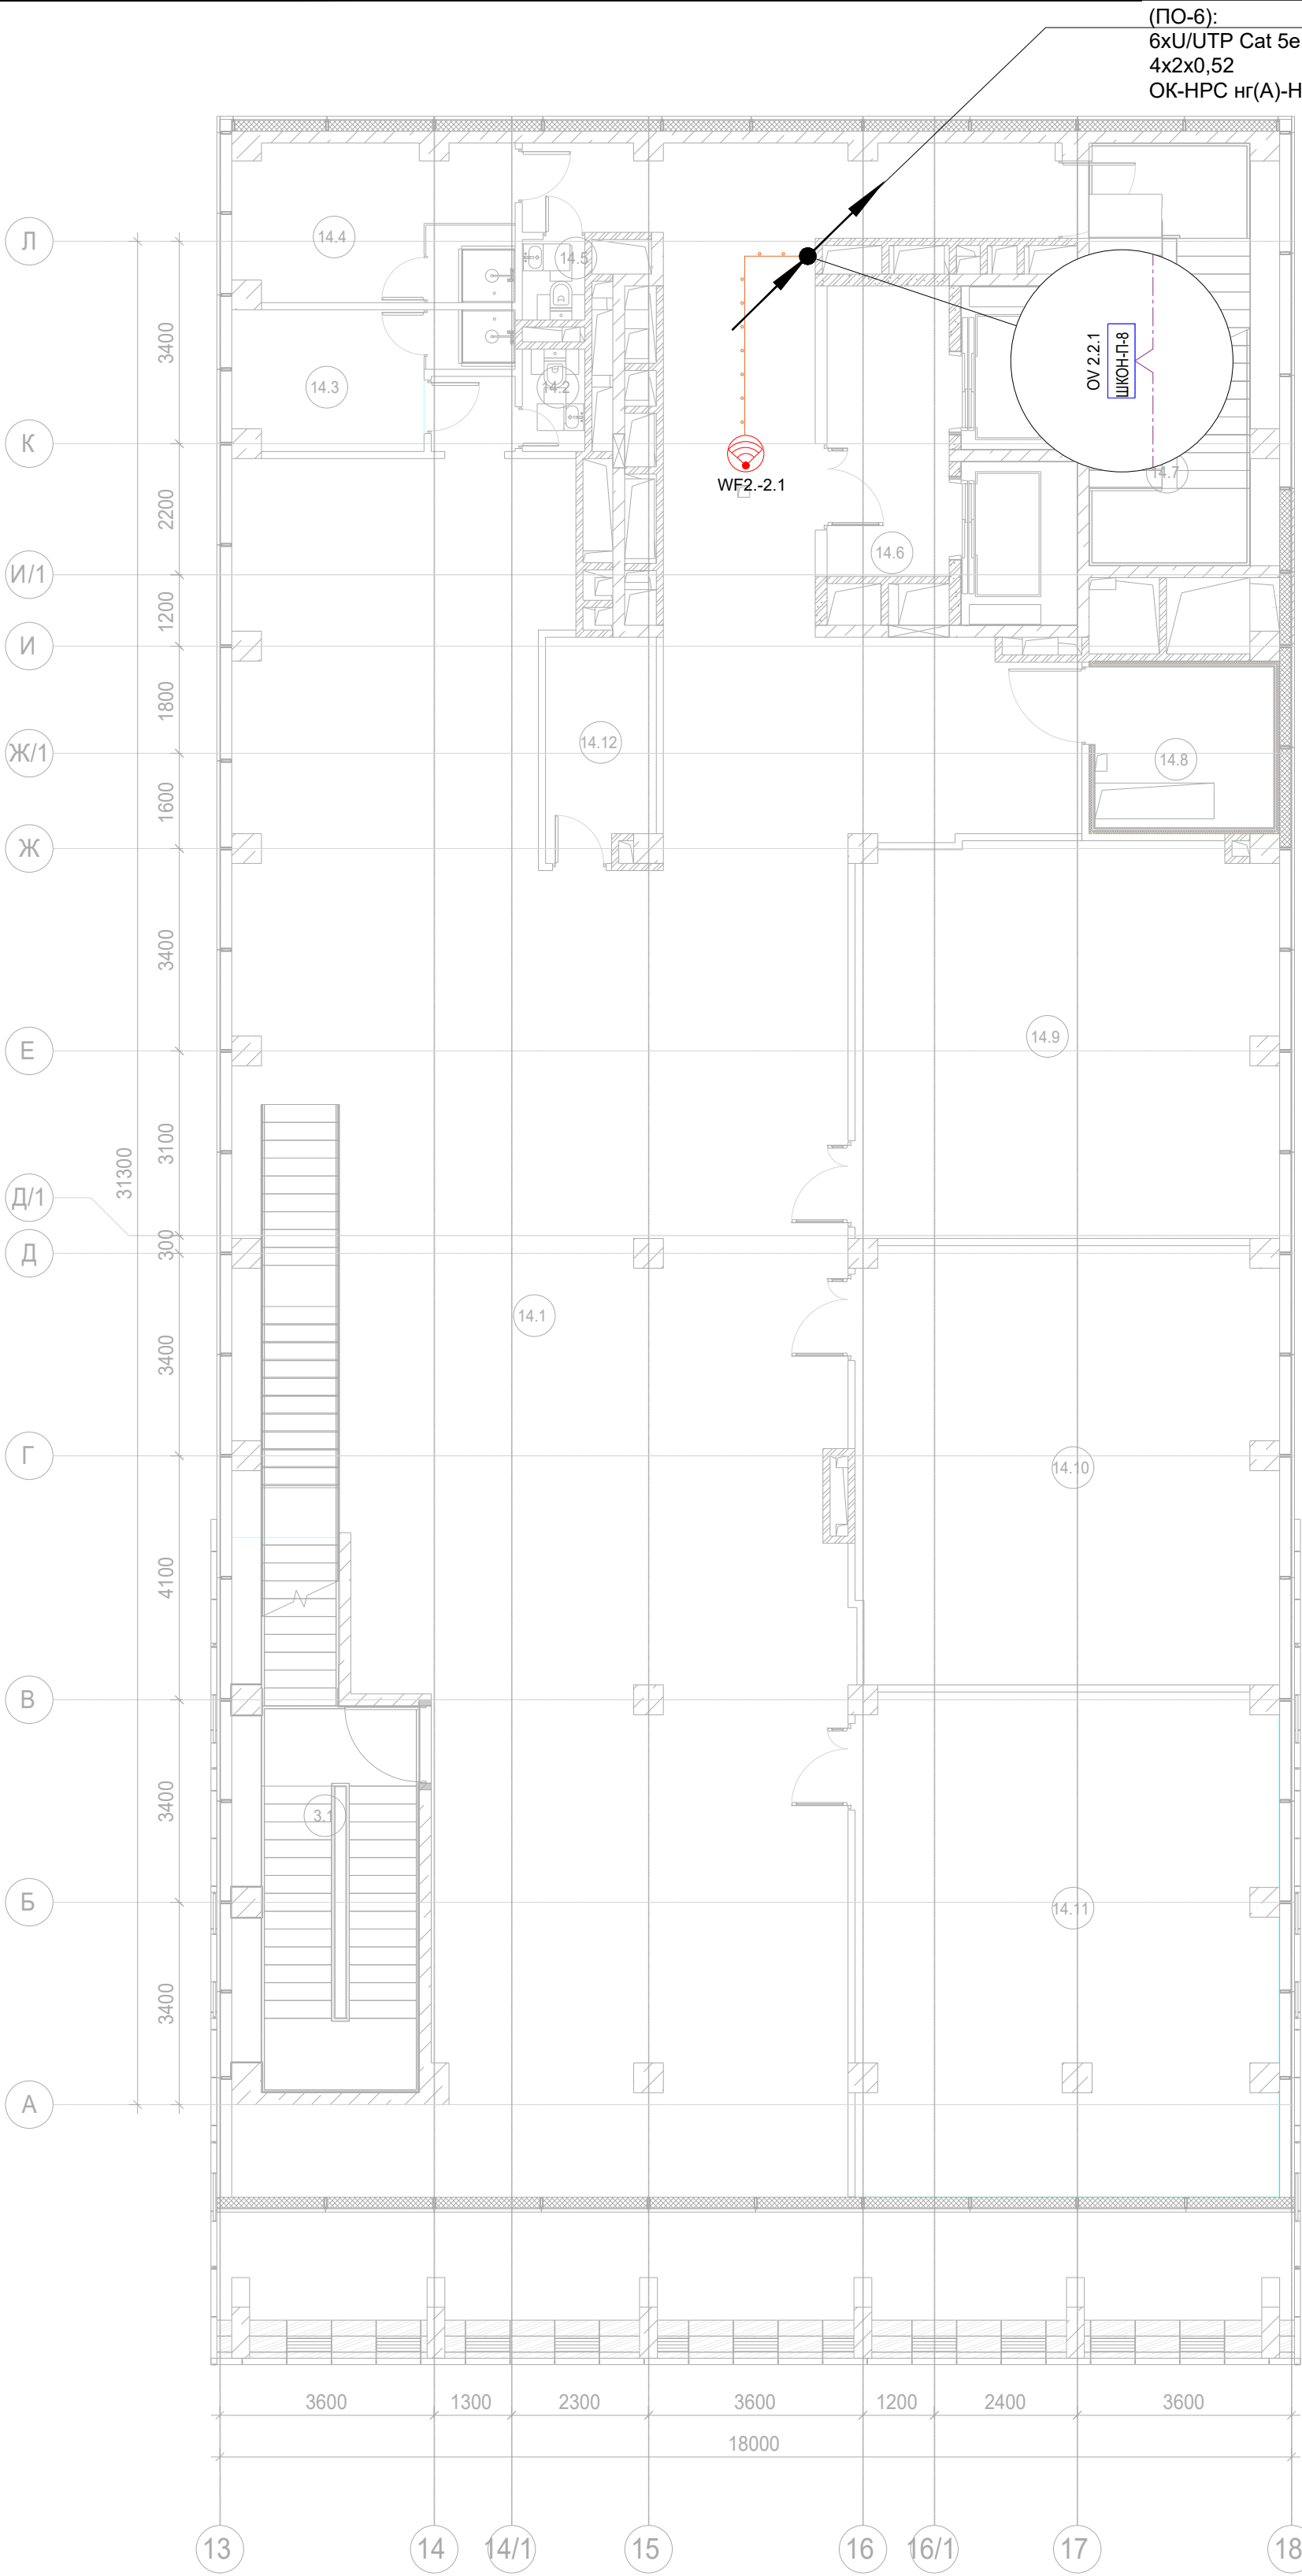 (ПО-6):
6xU/UTP Cat 5e
4x2x0,52
ОК-НРС нг(А)-H
Л
14.4
14.5
3400
OV 2.2.1
ШКОН-П-8
14.3
14.2
К
WF2.-2.1
14.7
2200
14.6
И/1
1200
И
1800
14.12
Ж/1
14.8
1600
Ж
3400
14.9
Е
3100
31300
Д/1
300
Д
14.1
3400
Г
14.10
4100
В
3400
3.1
Б
14.11
3400
А
3600 1300 2300 3600 1200 2400 3600
18000
13 14 14/1 15 16 16/1 17 18